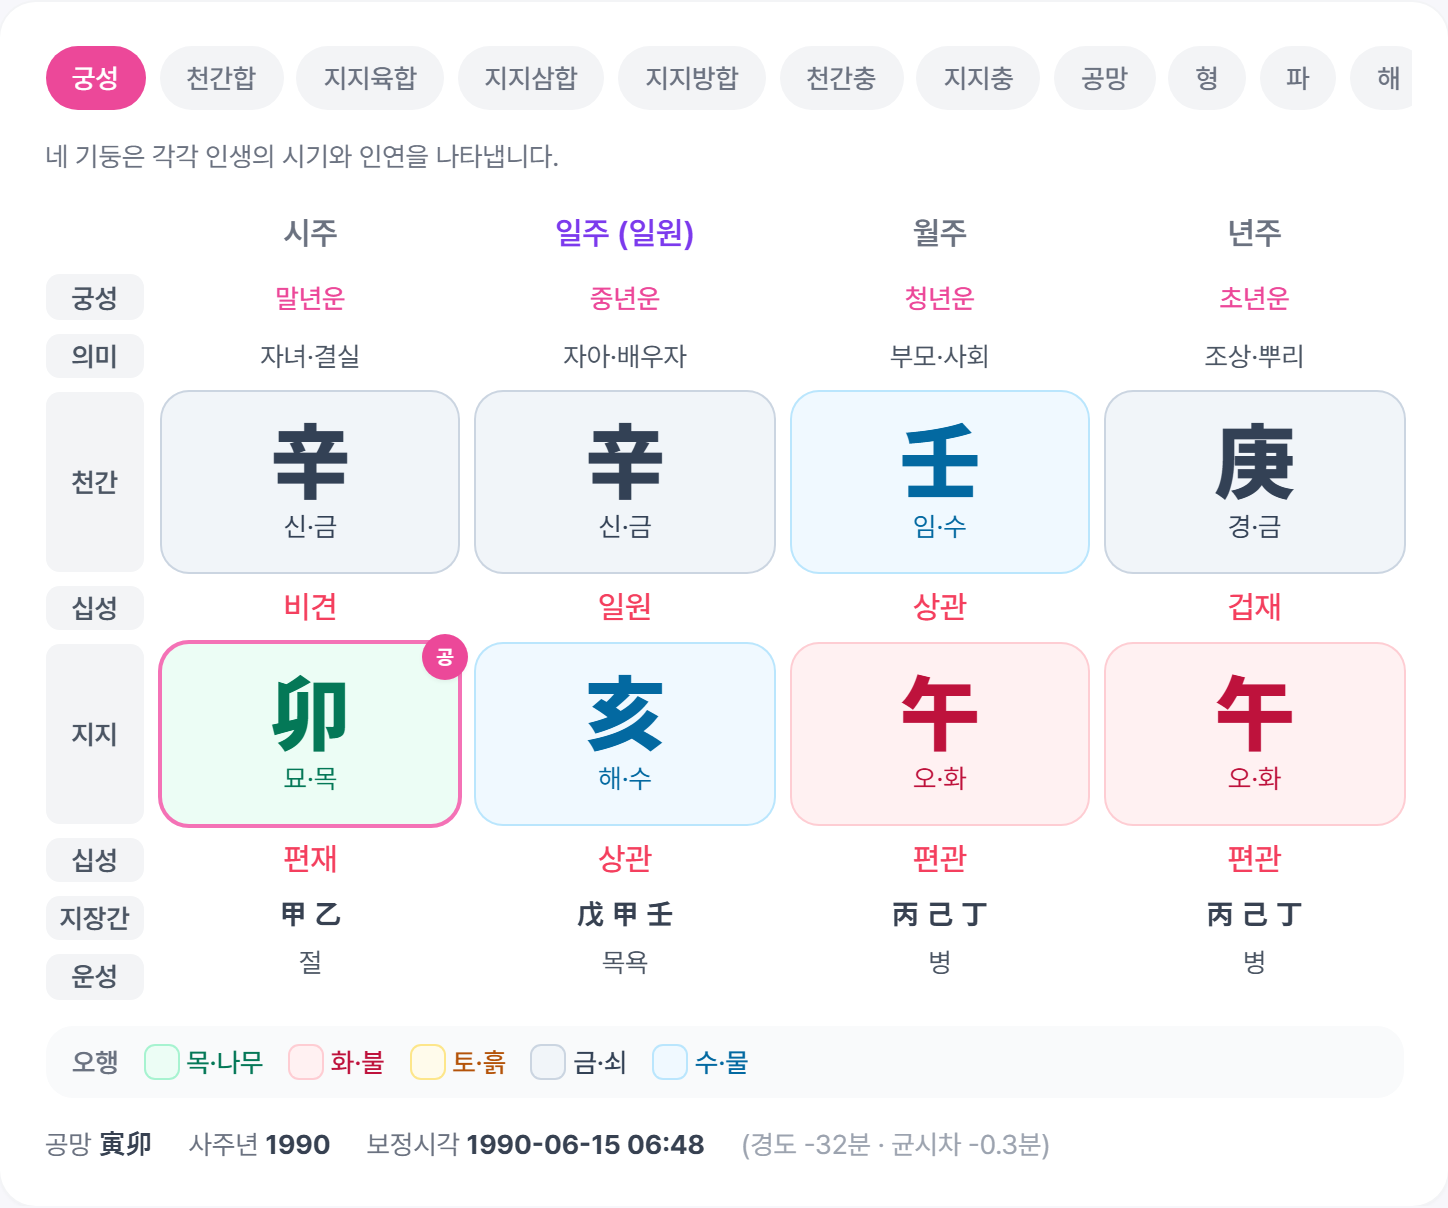 궁성 천간합 지지육합 지지삼합 지지방합 천간충 지지충 공망 형 파 해
네 기둥은 각각 인생의 시기와 인연을 나타냅니다.
시주 일주 (일원) 월주 년주
궁성 말년운 중년운 청년운 초년운
의미 자녀·결실 자아·배우자 부모·사회 조상·뿌리
辛 辛 壬 庚
천간
신·금 신·금 임·수 경·금
십성 비견 일원 상관 겁재
공
卯 亥 午 午
지지
묘·목 해·수 오·화 오·화
십성 편재 상관 편관 편관
지장간 甲 乙 戊 甲 壬 丙 己 丁 丙 己 丁
운성 절 목욕 병 병
오행 목·나무 화·불 토·흙 금·쇠 수·물
공망 寅卯 사주년 1990 보정시각 1990-06-15 06:48 (경도 -32분 · 균시차 -0.3분)